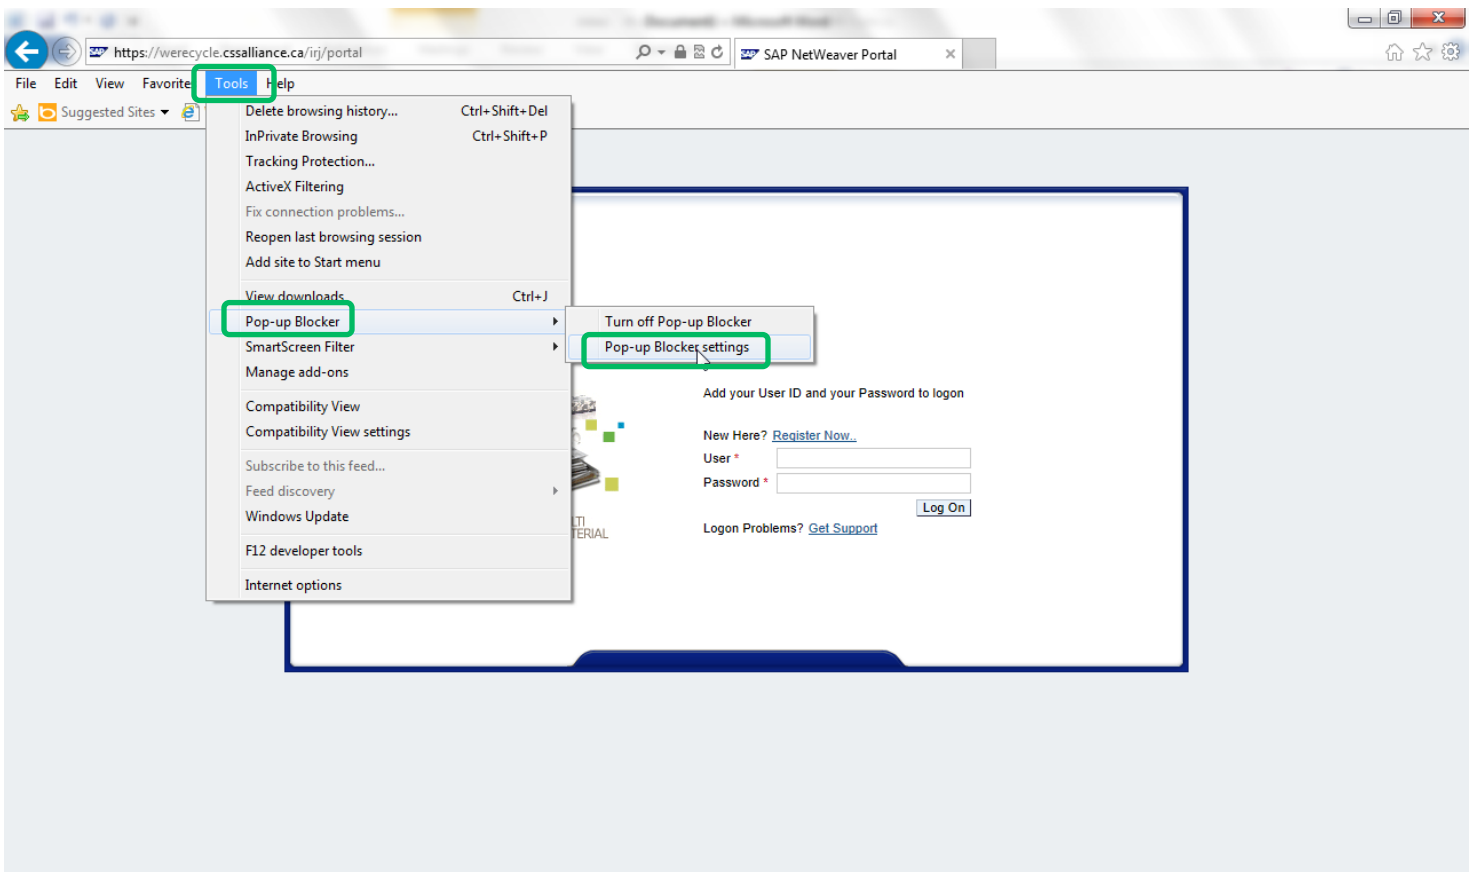 https://werecycle.cssalliance.ca/irj/portal
SAP NetWeaver Portal
File Edit View Favorite Tools Help
Suggested Sites
Delete browsing history... Ctrl+Shift+Del
InPrivate Browsing Ctrl+Shift+P
Tracking Protection...
ActiveX Filtering
Fix connection problems...
Reopen last browsing session
Add site to Start menu
View downloads Ctrl+J
Pop-up Blocker
Turn off Pop-up Blocker
SmartScreen Filter
Pop-up Blocker settings
Manage add-ons
Compatibility View
Compatibility View settings
Subscribe to this feed...
Feed discovery
Windows Update
F12 developer tools
Internet options
Add your User ID and your Password to logon
New Here? Register Now..
User *
Password *
Log On
LTI
TERIAL
Logon Problems? Get Support